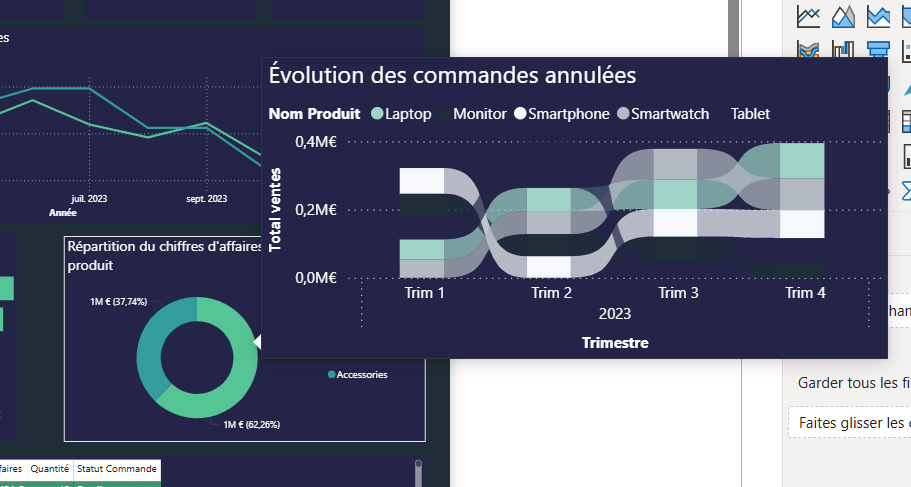 es
juil. 2023
sept. 2023
Année
Répartition du chiffres d'affaires
produit
1M € (37,74%)
1M € (62,26%)
Accessories
faires Quantité Statut Commande
Évolution des commandes annulées
Nom Produit Laptop Monitor Smartphone Smartwatch Tablet
Total ventes
0,4M€
0,2M€
0,0M€
Trim 1 Trim 2 Trim 3 Trim 4
2023
Trimestre
han
Garder tous les fi
Faites glisser les